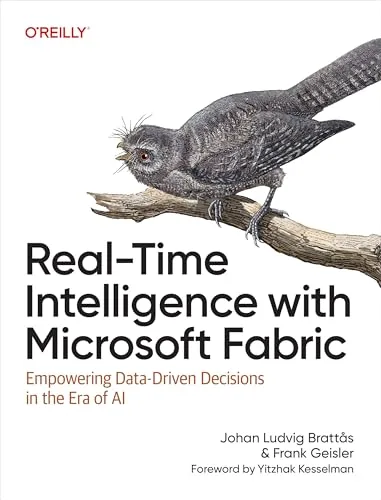 O'REILLY®
Real-Time
Intelligence with
Microsoft Fabric
Empowering Data-Driven Decisions
in the Era of AI
Johan Ludvig Brattås
& Frank Geisler
Foreword by Yitzhak Kesselman